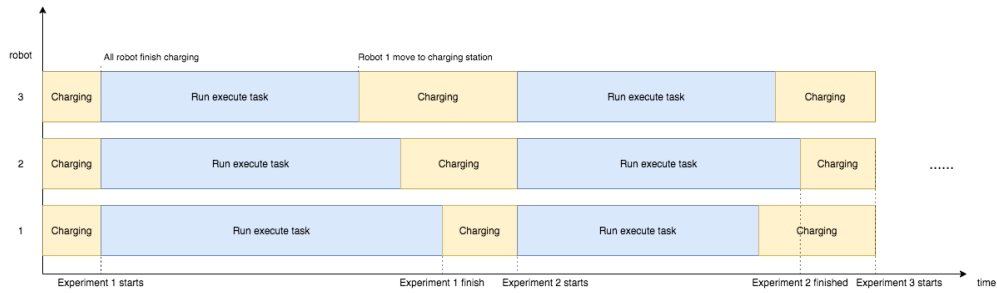 robot
All robot finish charging
Robot 1 move to charging station
3
Charging
Run execute task
Charging
Run execute task
Charging
2
Charging
Run execute task
Charging
Run execute task
Charging
......
1
Charging
Run execute task
Charging
Run execute task
Charging
Experiment 1 starts
Experiment 1 finish
Experiment 2 starts
Experiment 2 finished
Experiment 3 starts
time